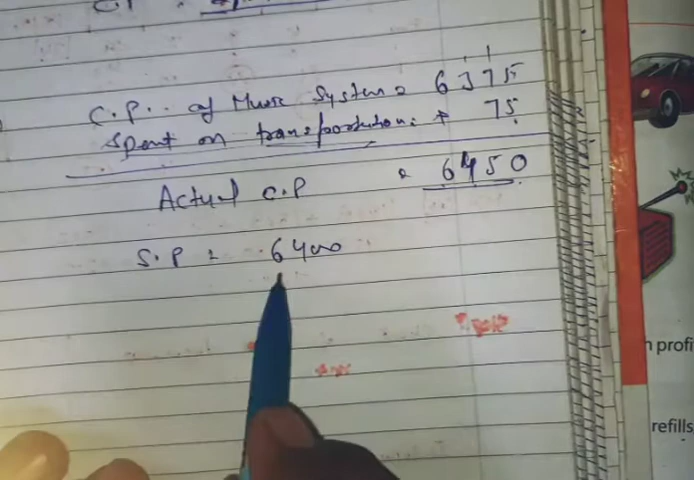 C.P. of Music System = 6375
Spent on transportation = + 75
Actual C.P = 6450
S.P = 6400
n profi
refills